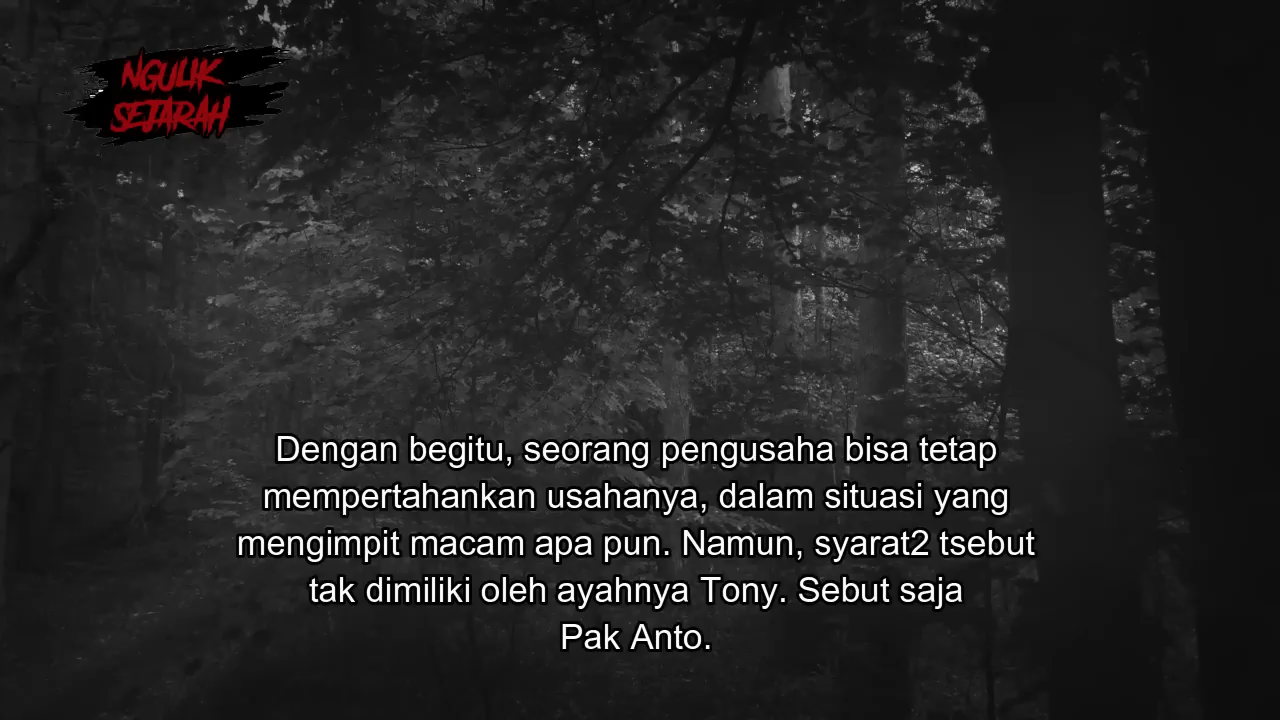 NGULIK
SEJARAH
Dengan begitu, seorang pengusaha bisa tetap
mempertahankan usahanya, dalam situasi yang
mengimpit macam apa pun. Namun, syarat2 tsebut
tak dimiliki oleh ayahnya Tony. Sebut saja
Pak Anto.